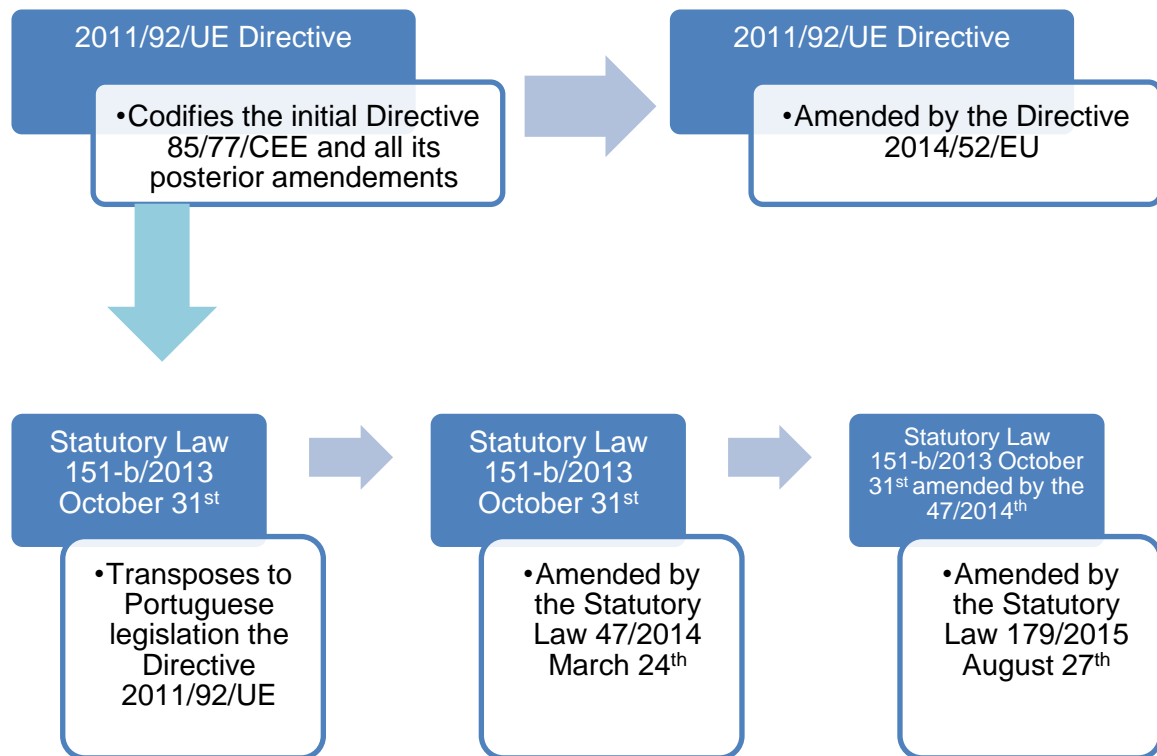 2011/92/UE Directive
•Codifies the initial Directive
85/77/CEE and all its
posterior amendements
2011/92/UE Directive
•Amended by the Directive
2014/52/EU
Statutory Law
151-b/2013
October 31st
•Transposes to
Portuguese
legislation the
Directive
2011/92/UE
Statutory Law
151-b/2013
October 31st
•Amended by
the Statutory
Law 47/2014
March 24th
Statutory Law
151-b/2013 October
31st amended by the
47/2014th
•Amended by
the Statutory
Law 179/2015
August 27th